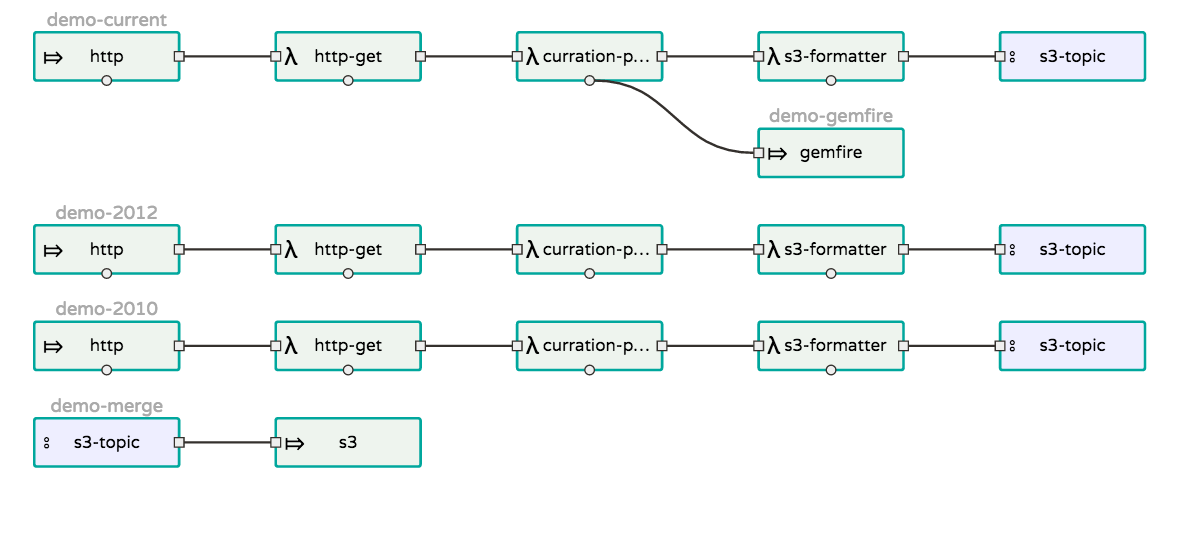 demo-current
http
λ http-get
λ curration-p...
λ s3-formatter
s3-topic
demo-gemfire
gemfire
demo-2012
http
λ http-get
λ curration-p...
λ s3-formatter
s3-topic
demo-2010
http
λ http-get
λ curration-p...
λ s3-formatter
s3-topic
demo-merge
s3-topic
s3